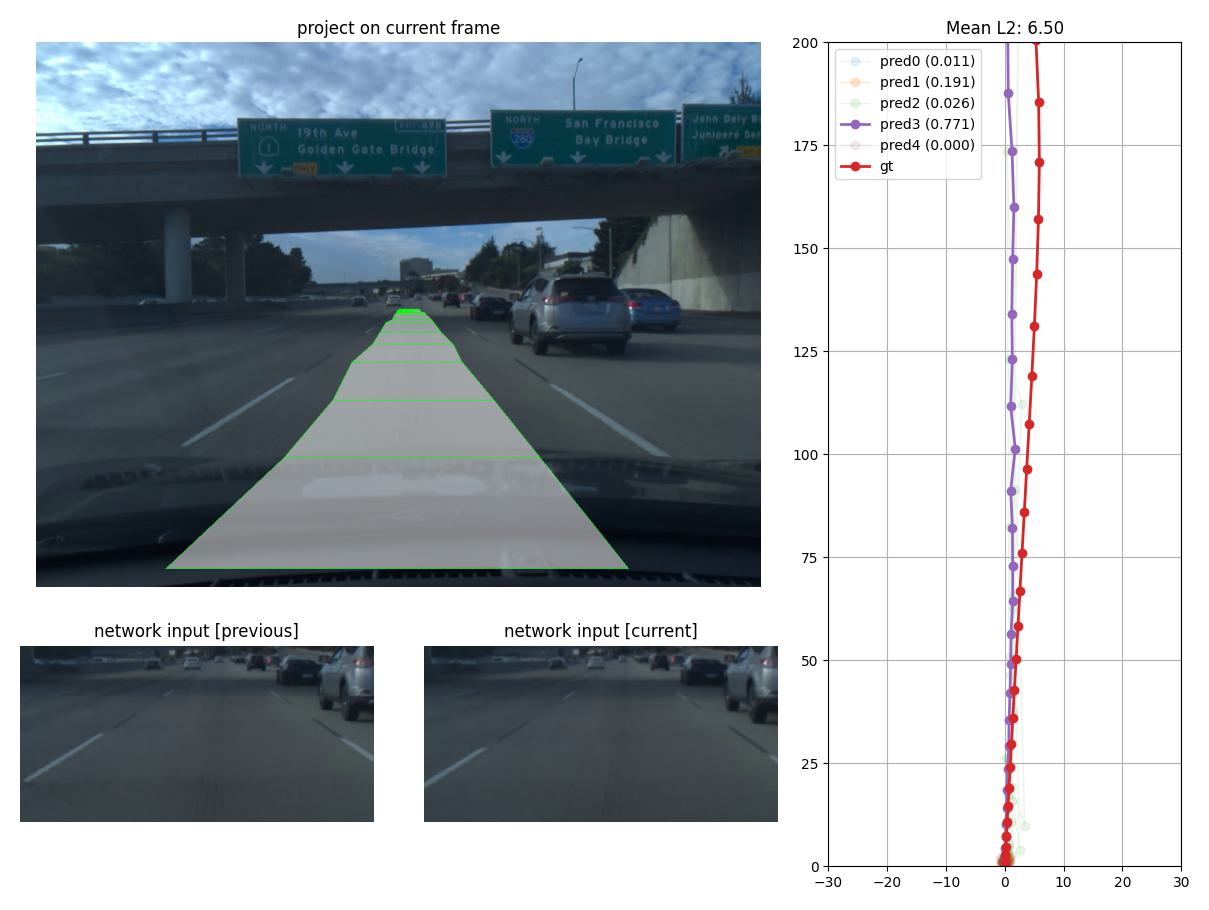 project on current frame
NORTH
1
EXIT 49B
19th Ave
Golden Gate Bridge
ONLY
NORTH
280
San Francisco
Bay Bridge
John Daly B
Junipero Ser
network input [previous]
network input [current]
Mean L2: 6.50
pred0 (0.011)
pred1 (0.191)
pred2 (0.026)
pred3 (0.771)
pred4 (0.000)
gt
200
175
150
125
100
75
50
25
0
−30
−20
−10
0
10
20
30